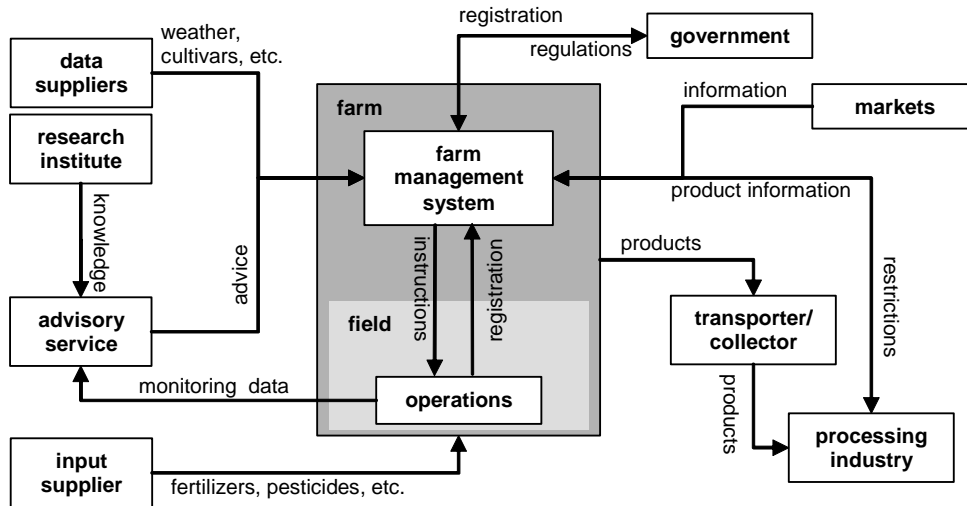 registration
regulations
government
weather,
cultivars, etc.
data
suppliers
information
markets
farm
research
institute
farm
management
system
product information
knowledge
advice
instructions
registration
products
restrictions
advisory
service
field
transporter/
collector
monitoring data
operations
products
processing
industry
input
supplier
fertilizers, pesticides, etc.